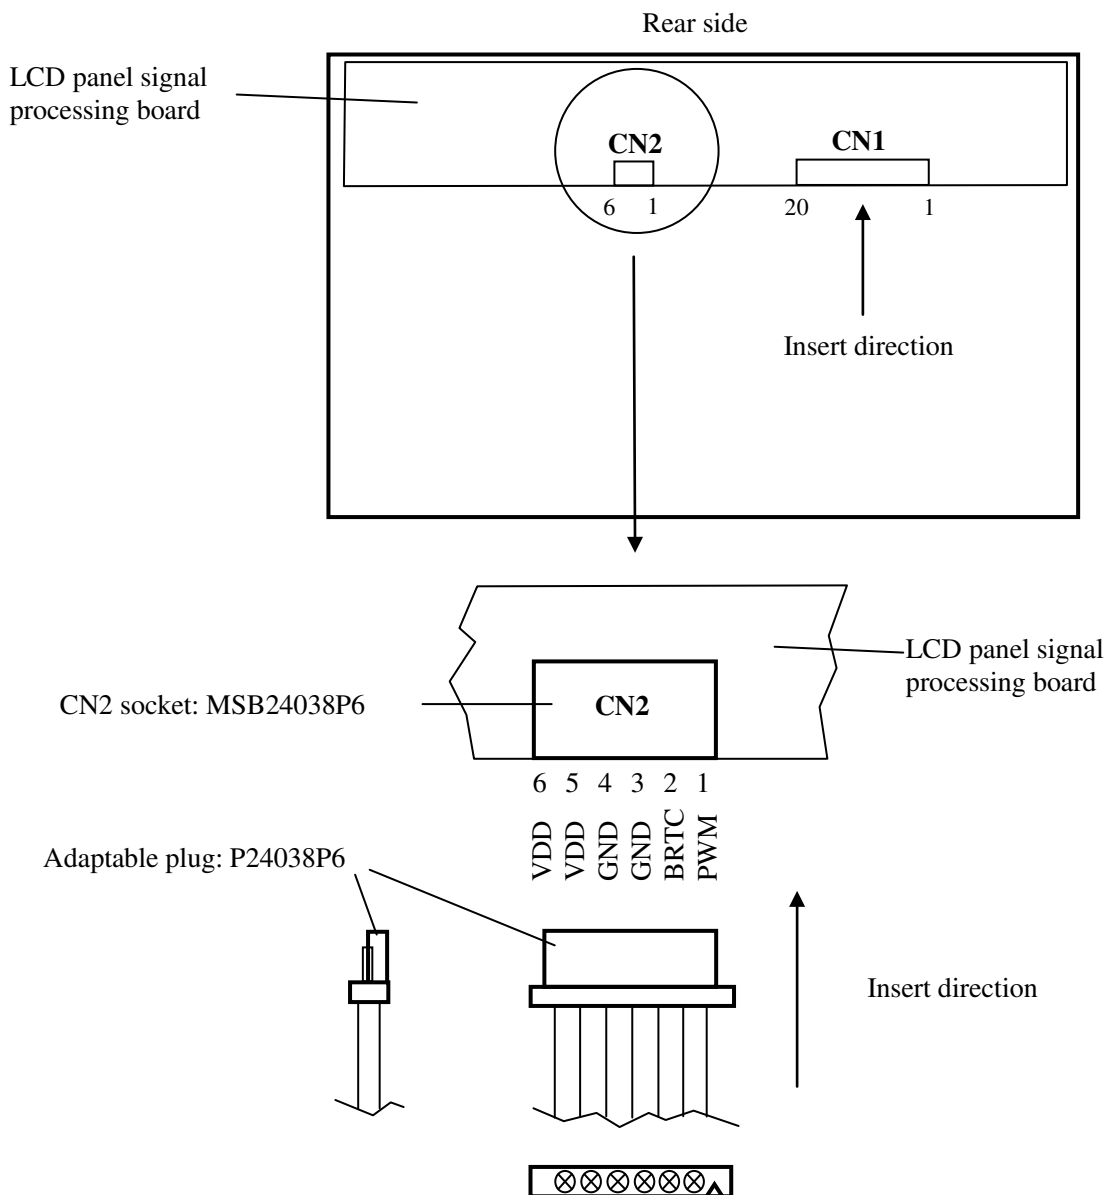 Rear side
LCD panel signal
processing board
CN2
CN1
6 1
20 1
Insert direction
LCD panel signal
processing board
CN2 socket: MSB24038P6
CN2
6 5 4 3 2 1
VDD VDD GND GND BRTC PWM
Adaptable plug: P24038P6
Insert direction